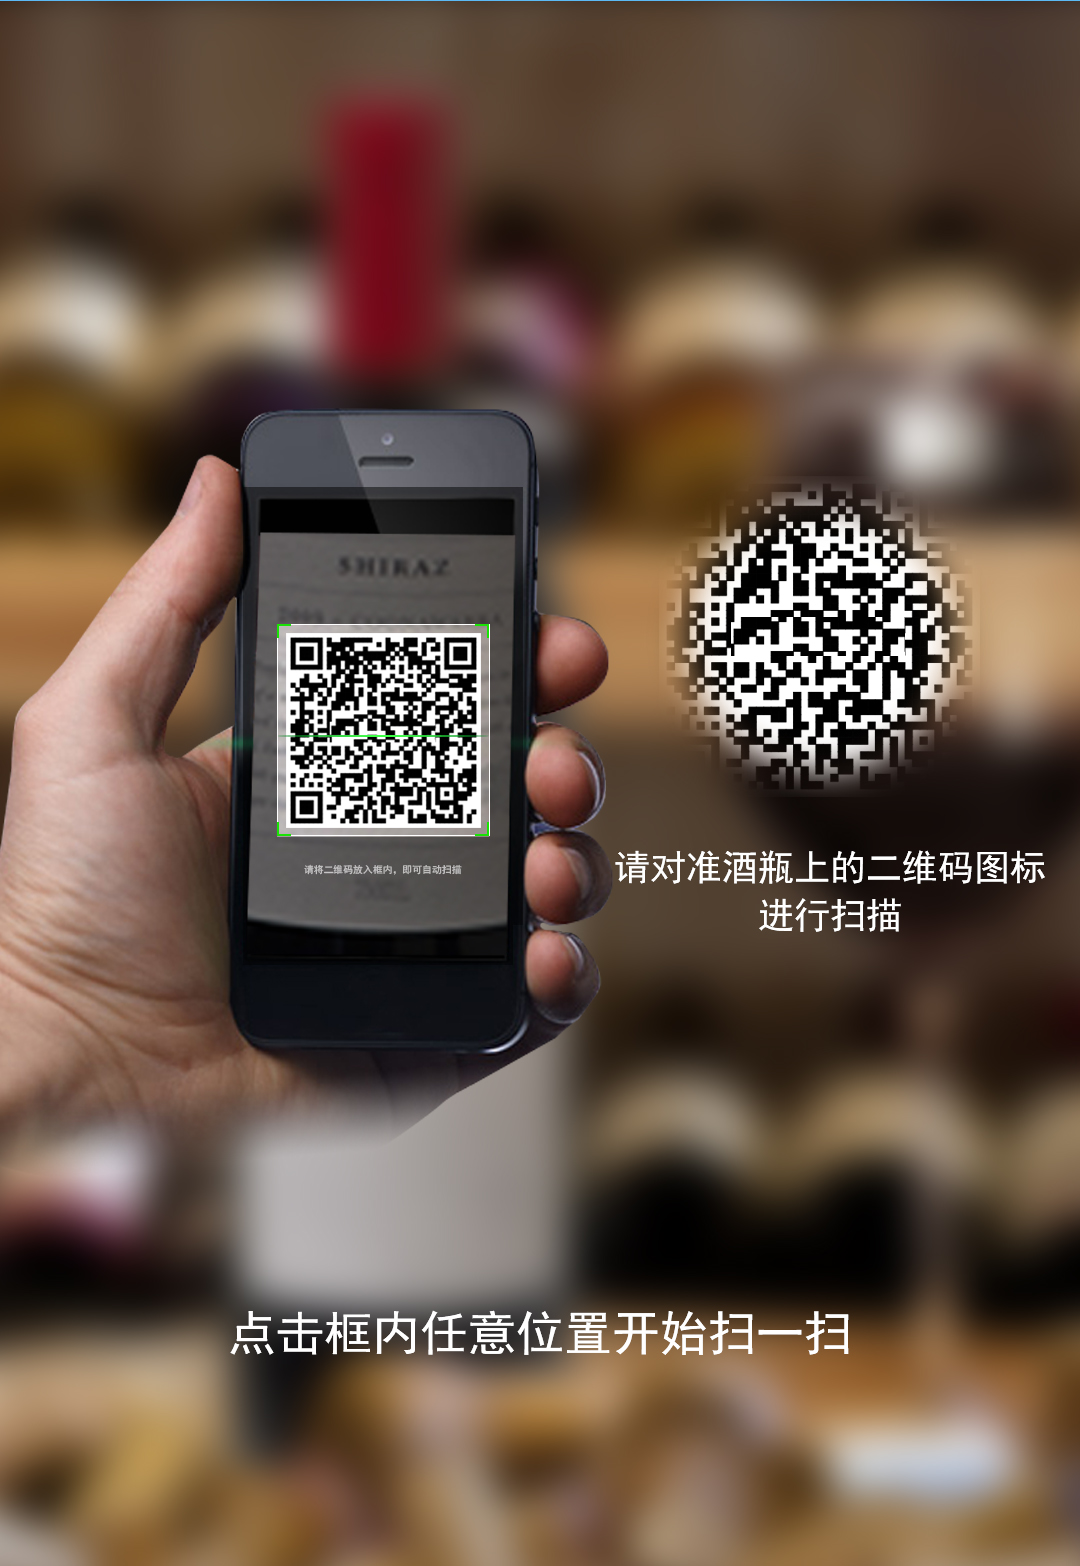 SHIRAZ
请将二维码放入框内，即可自动扫描
请对准酒瓶上的二维码图标
进行扫描
点击框内任意位置开始扫一扫